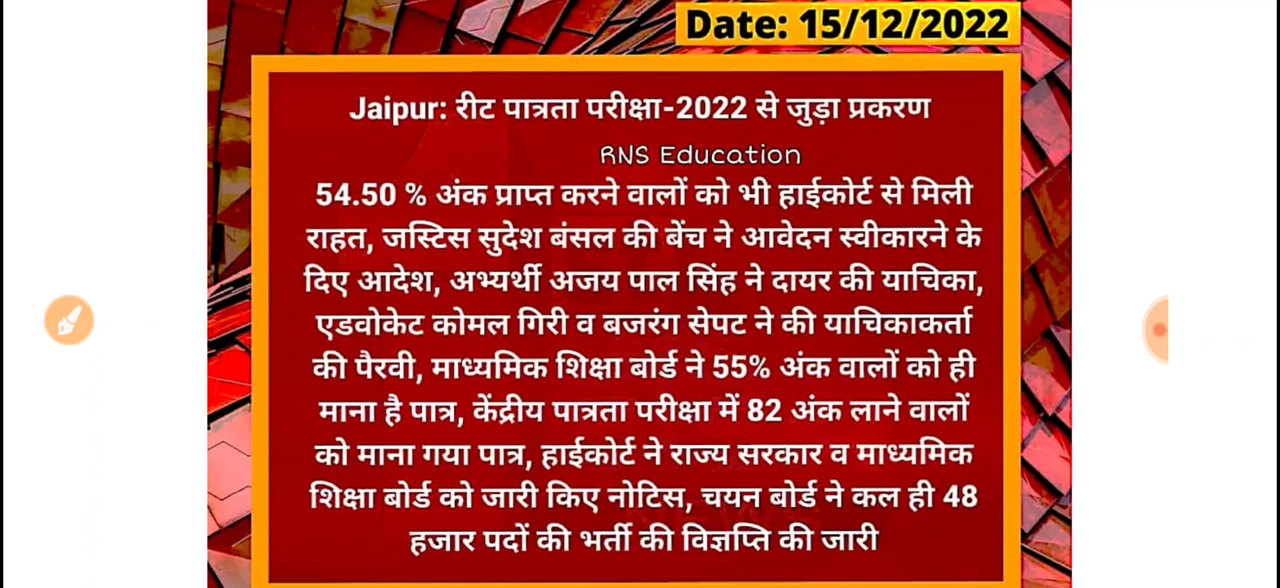 Date: 15/12/2022
Jaipur: रीट पात्रता परीक्षा-2022 से जुड़ा प्रकरण
RNS Education
54.50 % अंक प्राप्त करने वालों को भी हाईकोर्ट से मिली
राहत, जस्टिस सुदेश बंसल की बेंच ने आवेदन स्वीकारने के
दिए आदेश, अभ्यर्थी अजय पाल सिंह ने दायर की याचिका,
एडवोकेट कोमल गिरी व बजरंग सेपट ने की याचिकाकर्ता
की पैरवी, माध्यमिक शिक्षा बोर्ड ने 55% अंक वालों को ही
माना है पात्र, केंद्रीय पात्रता परीक्षा में 82 अंक लाने वालों
को माना गया पात्र, हाईकोर्ट ने राज्य सरकार व माध्यमिक
शिक्षा बोर्ड को जारी किए नोटिस, चयन बोर्ड ने कल ही 48
हजार पदों की भर्ती की विज्ञप्ति की जारी